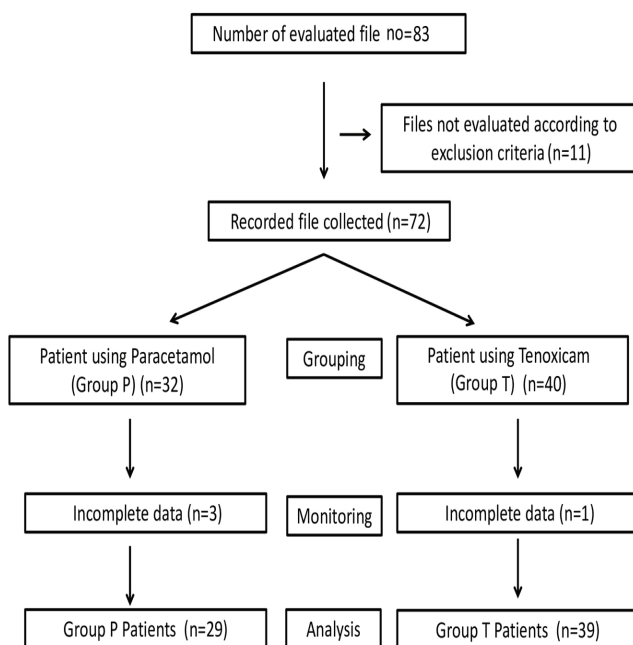 Number of evaluated file no=83
Files not evaluated according to
exclusion criteria (n=11)
Recorded file collected (n=72)
Patient using Paracetamol
(Group P) (n=32)
Grouping
Patient using Tenoxicam
(Group T) (n=40)
Incomplete data (n=3)
Monitoring
Incomplete data (n=1)
Group P Patients (n=29)
Analysis
Group T Patients (n=39)